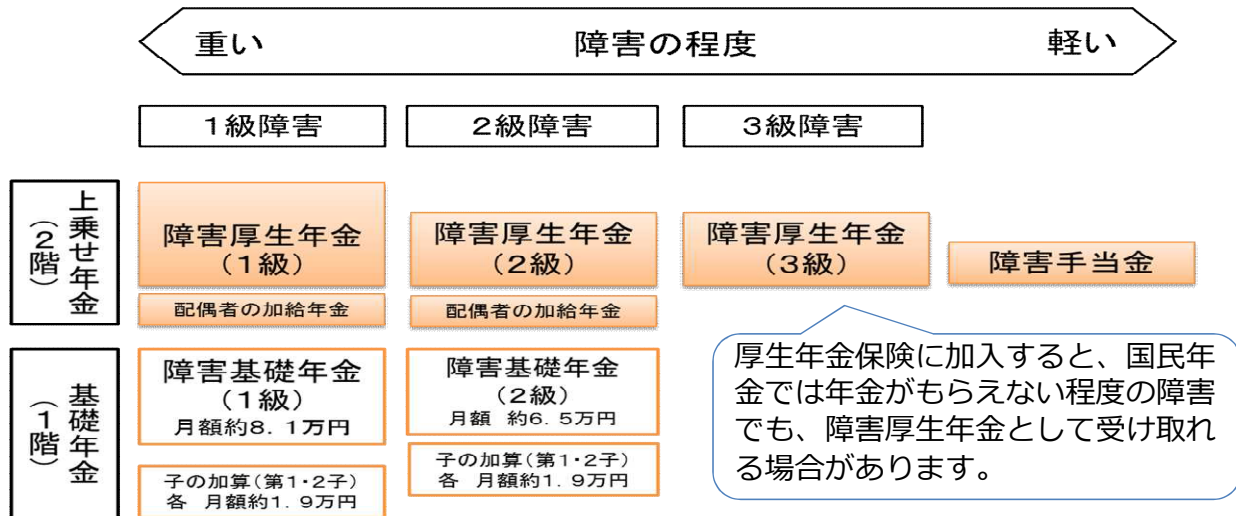 重い 障害の程度 軽い
1級障害 2級障害 3級障害
上乗せ年金
(2階)
障害厚生年金
(1級)
配偶者の加給年金
障害厚生年金
(2級)
配偶者の加給年金
障害厚生年金
(3級)
障害手当金
厚生年金保険に加入すると、国民年
金では年金がもらえない程度の障害
でも、障害厚生年金として受け取れ
る場合があります。
基礎年金
(1階)
障害基礎年金
(1級)
月額約8.1万円
子の加算(第1・2子)
各 月額約1.9万円
障害基礎年金
(2級)
月額 約6.5万円
子の加算(第1・2子)
各 月額約1.9万円